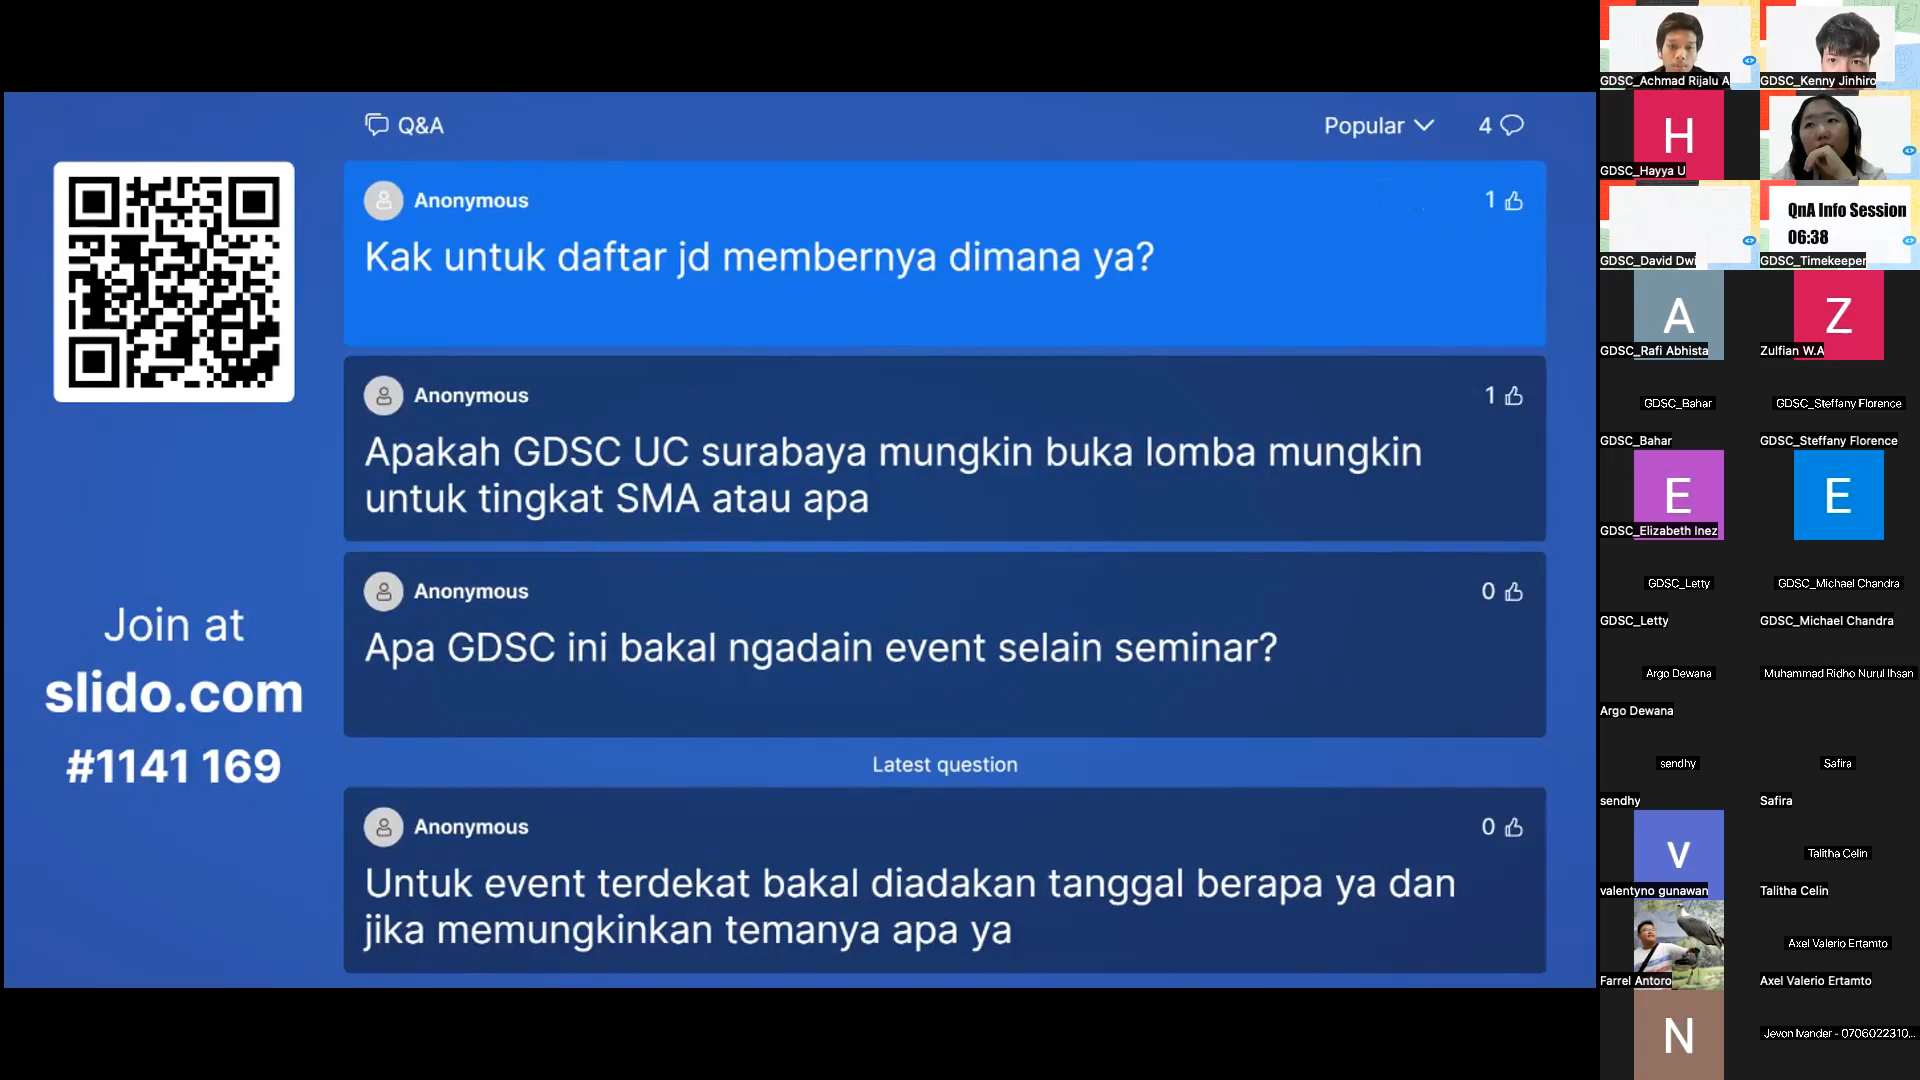 Q&A
Popular
4
Anonymous
1
Kak untuk daftar jd membernya dimana ya?
Anonymous
1
Apakah GDSC UC surabaya mungkin buka lomba mungkin
untuk tingkat SMA atau apa
Anonymous
0
Apa GDSC ini bakal ngadain event selain seminar?
Latest question
Anonymous
0
Untuk event terdekat bakal diadakan tanggal berapa ya dan
jika memungkinkan temanya apa ya
Join at
slido.com
#1141 169
GDSC_Achmad Rijalu A
GDSC_Kenny Jinhiro
H
GDSC_Hayya U
GDSC_David Dwi
QnA Info Session
06:38
GDSC_Timekeeper
A
GDSC_Rafi Abhista
Z
Zulfian W.A
GDSC_Bahar
GDSC_Bahar
GDSC_Steffany Florence
GDSC_Steffany Florence
E
GDSC_Elizabeth Inez
E
GDSC_Letty
GDSC_Letty
GDSC_Michael Chandra
GDSC_Michael Chandra
Argo Dewana
Argo Dewana
Muhammad Ridho Nurul Ihsan
sendhy
sendhy
Safira
Safira
v
valentyno gunawan
Talitha Celin
Talitha Celin
Farrel Antoro
Axel Valerio Ertamto
Axel Valerio Ertamto
N
Jevon Ivander - 0706022310...